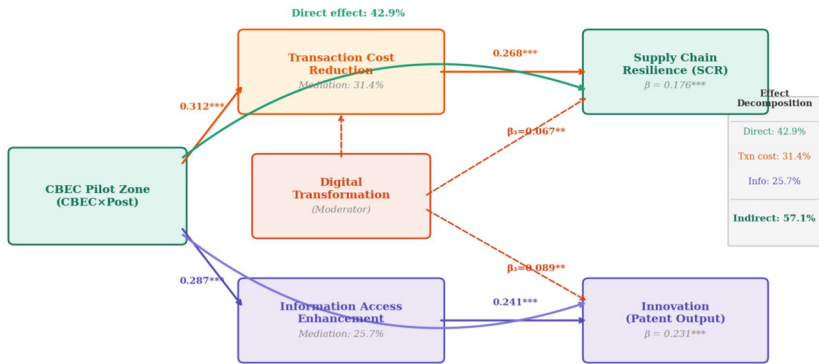 Direct effect: 42.9%
Transaction Cost
Reduction
Mediation: 31.4%
0.268***
Supply Chain
Resilience (SCR)
β = 0.176***
Effect
Decomposition
Direct: 42.9%
Txn cost: 31.4%
Info: 25.7%
Indirect: 57.1%
0.312***
β₃=0.067**
CBEC Pilot Zone
(CBEC×Post)
Digital
Transformation
(Moderator)
β₃=0.089**
0.287***
Information Access
Enhancement
Mediation: 25.7%
0.241***
Innovation
(Patent Output)
β = 0.231***